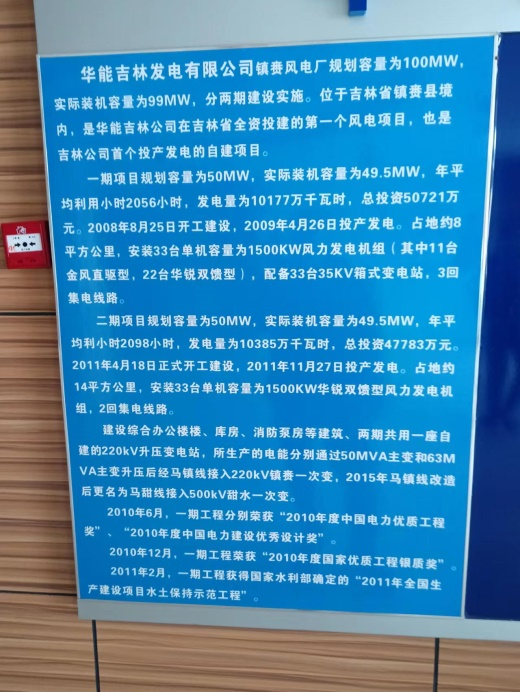 华能吉林发电有限公司镇赉风电厂规划容量为100MW,
实际装机容量为99MW，分两期建设实施。位于吉林省镇赉县境
内，是华能吉林公司在吉林省全资投建的第一个风电项目，也是
吉林公司首个投产发电的自建项目。
一期项目规划容量为50MW，实际装机容量为49.5MW，年平
均利用小时2056小时，发电量为10177万千瓦时，总投资50721万
元。2008年8月25日开工建设，2009年4月26日投产发电。占地约8
平方公里，安装33台单机容量为1500KW风力发电机组（其中11台
金风直驱型，22台华锐双馈型），配备33台35KV箱式变电站，3回
集电线路。
二期项目规划容量为50MW，实际装机容量为49.5MW，年平
均利小时2098小时，发电量为10385万千瓦时，总投资47783万元。
2011年4月18日正式开工建设，2011年11月27日投产发电。占地约
14平方公里，安装33台单机容量为1500KW华锐双馈型风力发电机
组，2回集电线路。
建设综合办公楼楼、库房、消防泵房等建筑、两期共用一座自
建的220kV升压变电站，所生产的电能分别通过50MVA主变和63M
VA主变升压后经马镇线接入220kV镇赉一次变，2015年马镇线改造
后更名为马甜线接入500kV甜水一次变。
2010年6月，一期工程分别荣获“2010年度中国电力优质工程
奖”、“2010年度中国电力建设优秀设计奖”。
2010年12月，一期工程荣获“2010年度国家优质工程银质奖”。
2011年2月，一期工程获得国家水利部确定的“2011年全国生
产建设项目水土保持示范工程”。